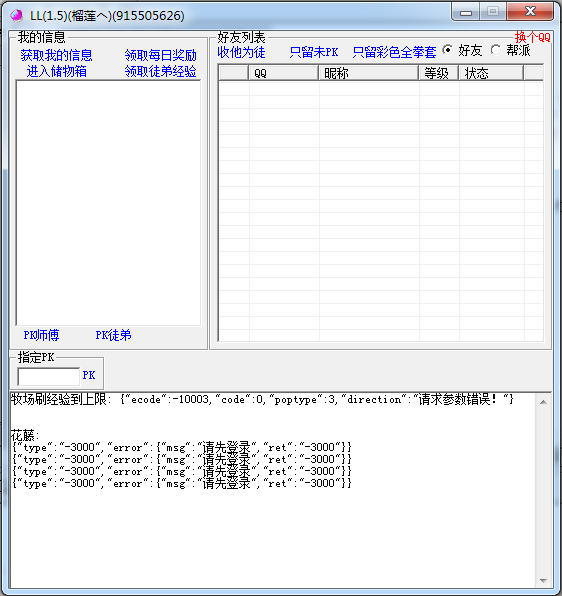 LL(1.5)(榴莲へ)(915505626)
我的信息
获取我的信息 领取每日奖励
进入储物箱 领取徒弟经验
PK师傅 PK徒弟
好友列表 换个QQ
收他为徒 只留未PK 只留彩色全拳套 好友 帮派
QQ 昵称 等级 状态
指定PK
PK
牧场刷经验到上限: {"ecode":-10003,"code":0,"poptype":3,"direction":"请求参数错误！"}
花藤:
{"type":"-3000","error":{"msg":"请先登录","ret":"-3000"}}
{"type":"-3000","error":{"msg":"请先登录","ret":"-3000"}}
{"type":"-3000","error":{"msg":"请先登录","ret":"-3000"}}
{"type":"-3000","error":{"msg":"请先登录","ret":"-3000"}}